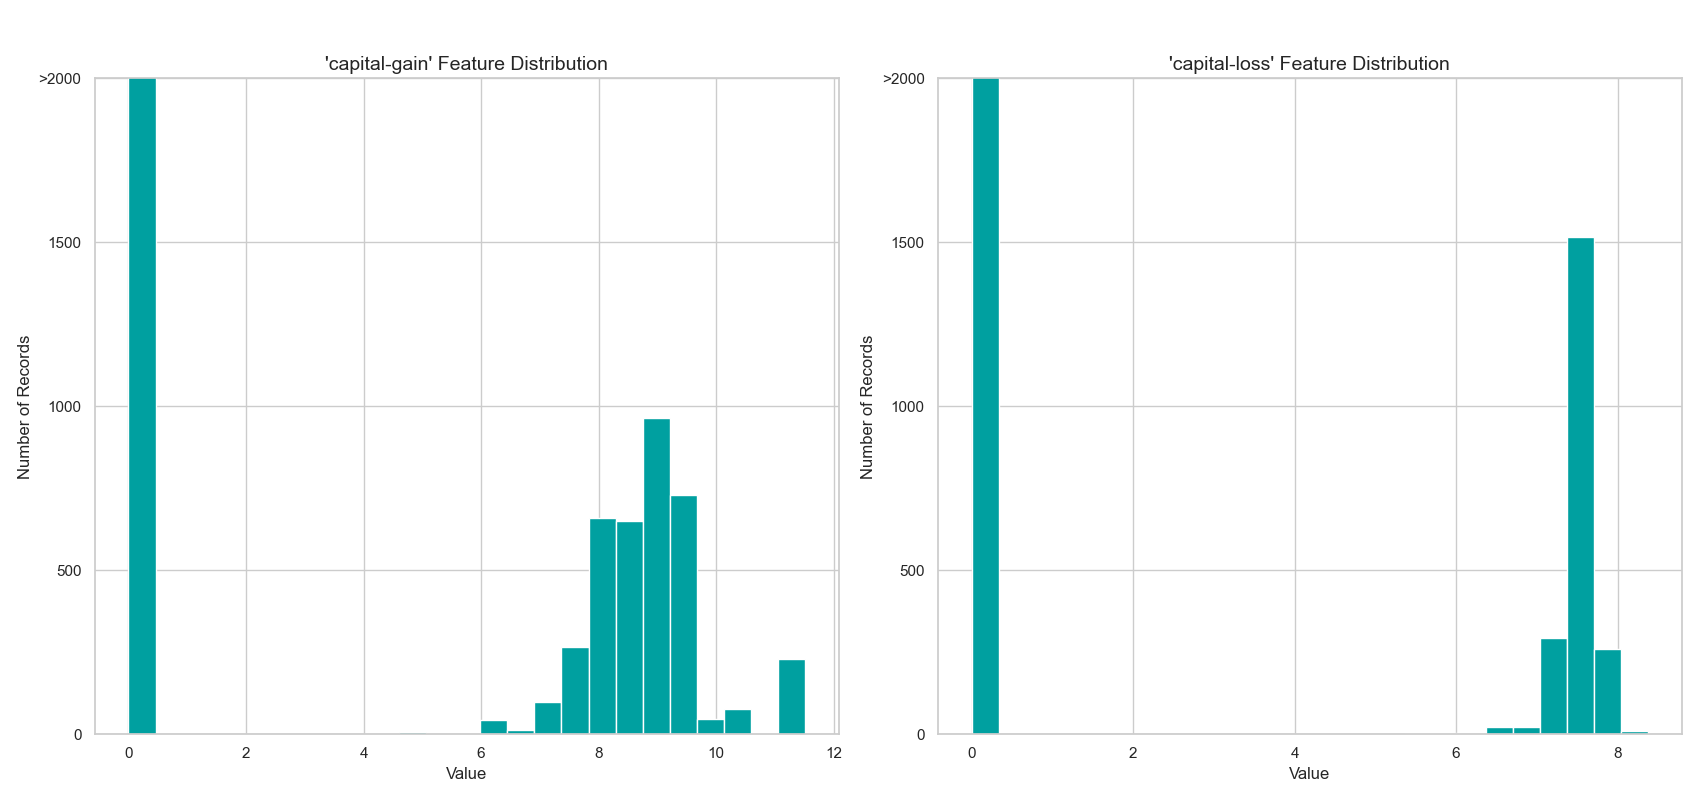 'capital-gain' Feature Distribution
>2000
1500
1000
500
0
Number of Records
0 2 4 6 8 10 12
Value
'capital-loss' Feature Distribution
>2000
1500
1000
500
0
Number of Records
0 2 4 6 8
Value